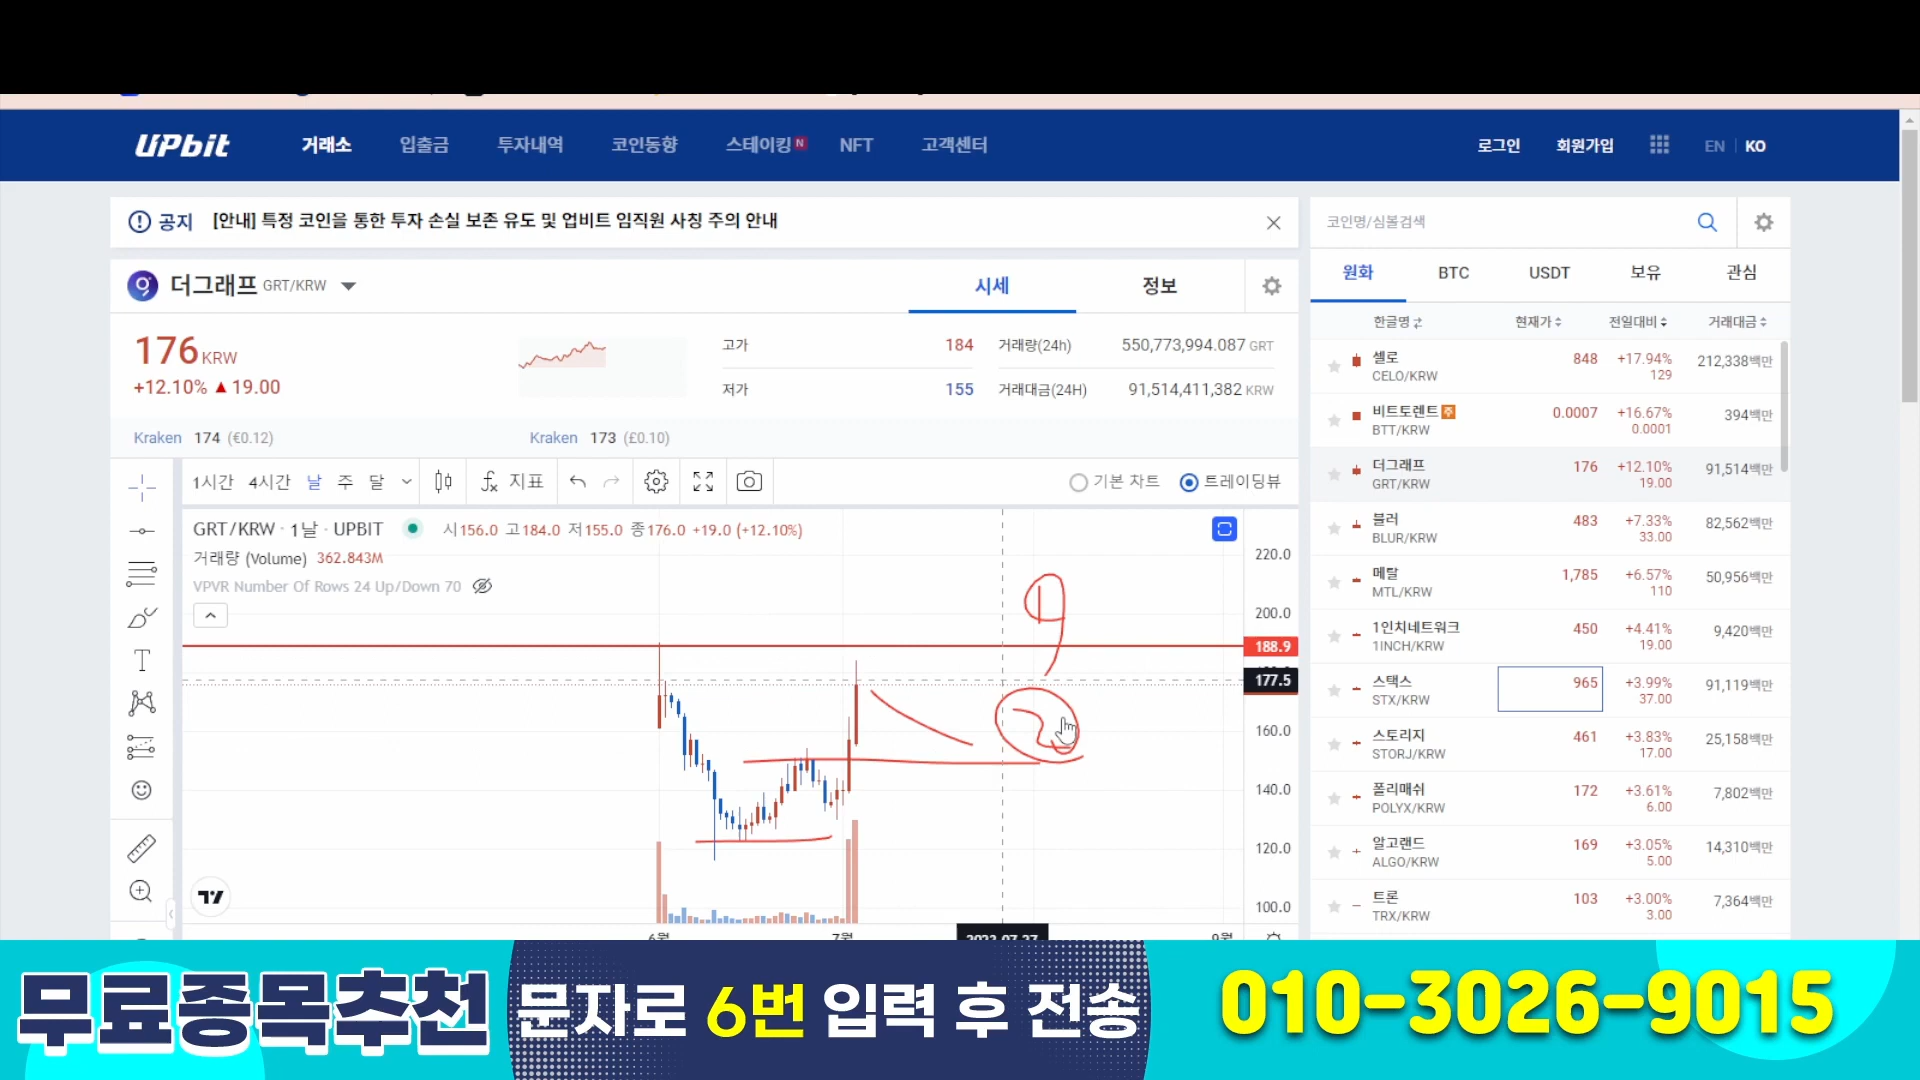 UPbit 거래소 입출금 투자내역 코인동향 스테이킹 N NFT 고객센터 로그인 회원가입 EN KO
공지 [안내] 특정 코인을 통한 투자 손실 보존 유도 및 업비트 임직원 사칭 주의 안내
더그래프 GRT/KRW 시세 정보
176 KRW
+12.10% ▲ 19.00
고가 184 거래량(24h) 550,773,994.087 GRT
저가 155 거래대금(24H) 91,514,411,382 KRW
Kraken 174 (€0.12) Kraken 173 (£0.10)
1시간 4시간 날 주 달 지표 기본 차트 트레이딩뷰
GRT/KRW · 1날 · UPBIT 시156.0 고184.0 저155.0 종176.0 +19.0 (+12.10%)
거래량 (Volume) 362.843M
VPVR Number Of Rows 24 Up/Down 70
220.0
200.0
188.9
177.5
160.0
140.0
120.0
100.0
6월 7월 2023-07-27 9월
2
코인명/심볼검색
원화 BTC USDT 보유 관심
한글명 현재가 전일대비 거래대금
셀로 848 +17.94% 212,338백만
CELO/KRW 129
비트토렌트 주 0.0007 +16.67% 394백만
BTT/KRW 0.0001
더그래프 176 +12.10% 91,514백만
GRT/KRW 19.00
블러 483 +7.33% 82,562백만
BLUR/KRW 33.00
메탈 1,785 +6.57% 50,956백만
MTL/KRW 110
1인치네트워크 450 +4.41% 9,420백만
1INCH/KRW 19.00
스택스 965 +3.99% 91,119백만
STX/KRW 37.00
스토리지 461 +3.83% 25,158백만
STORJ/KRW 17.00
폴리매쉬 172 +3.61% 7,802백만
POLYX/KRW 6.00
알고랜드 169 +3.05% 14,310백만
ALGO/KRW 5.00
트론 103 +3.00% 7,364백만
TRX/KRW 3.00
무료종목추천 문자로 6번 입력 후 전송 010-3026-9015